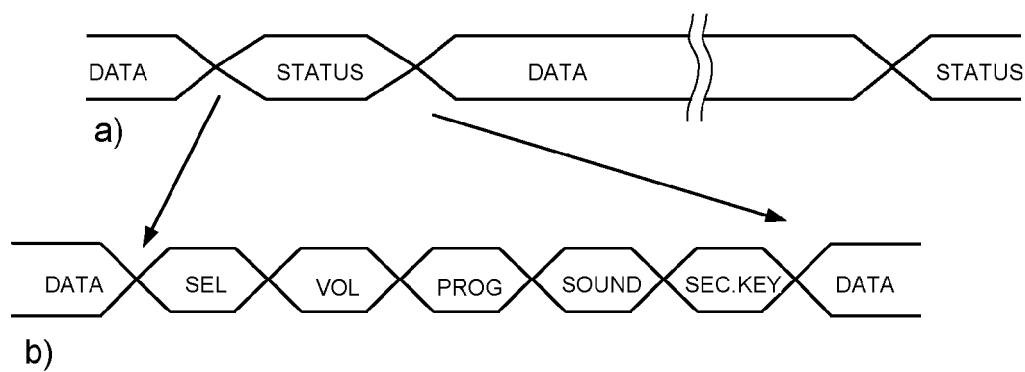 DATA STATUS DATA STATUS
a)
DATA SEL VOL PROG SOUND SEC.KEY DATA
b)